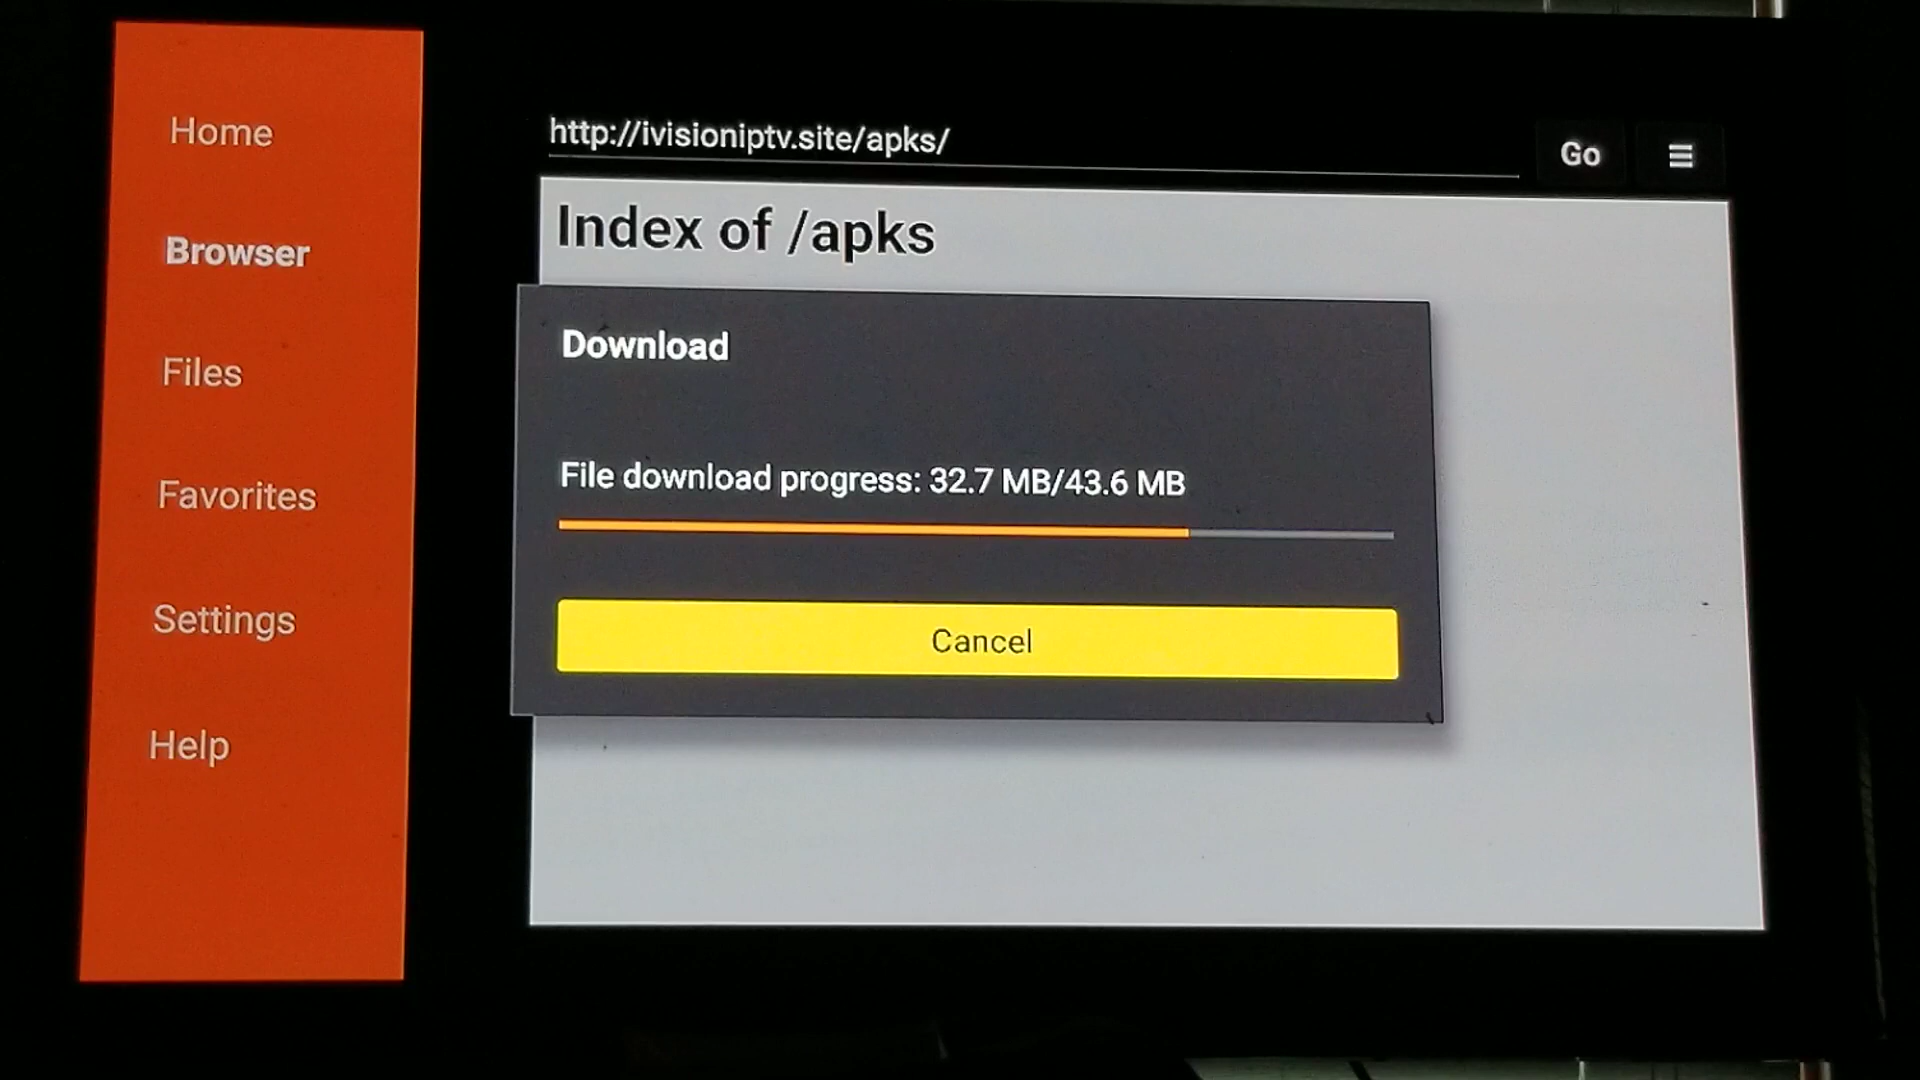 Home
Browser
Files
Favorites
Settings
Help
http://ivisioniptv.site/apks/
Go
Index of /apks
Download
File download progress: 32.7 MB/43.6 MB
Cancel